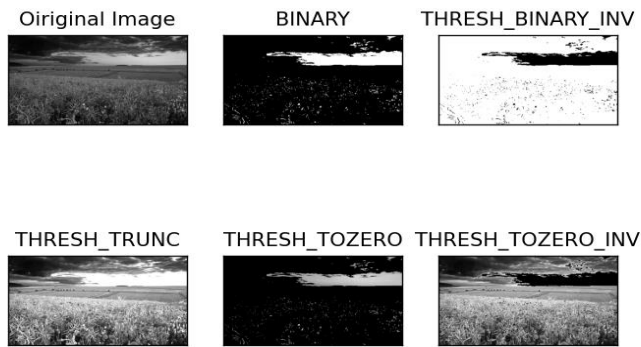 Oiriginal Image
BINARY
THRESH_BINARY_INV
THRESH_TRUNC
THRESH_TOZERO
THRESH_TOZERO_INV